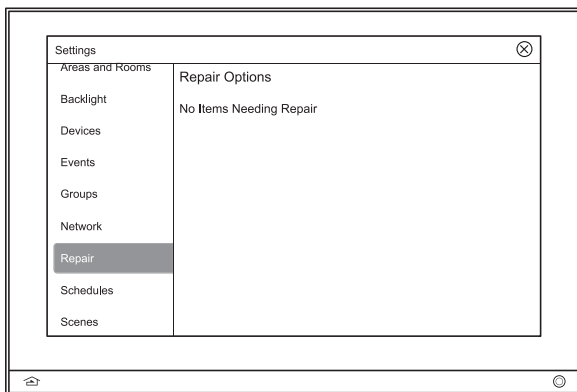 Settings
Areas and Rooms
Backlight
Devices
Events
Groups
Network
Repair
Schedules
Scenes
Repair Options
No Items Needing Repair